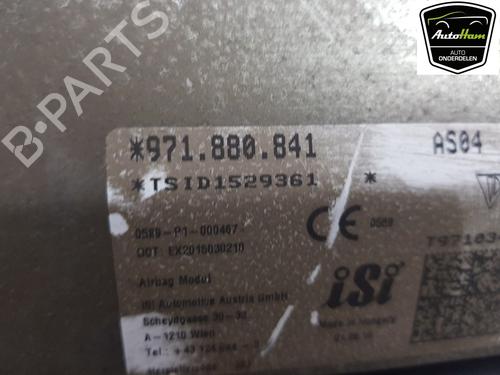 AutoHam
AUTO
ONDERDELEN
B-PARTS
*971.880.841
AS04
*TSID1529361 *
0589-P1-000467
CE 0589
DOT: EX2015030210
T97103
Airbag Modul
iSi Automotive Austria GmbH
iSi
Scheydgasse 30-32
A-1210 Wien
Made in Hungary